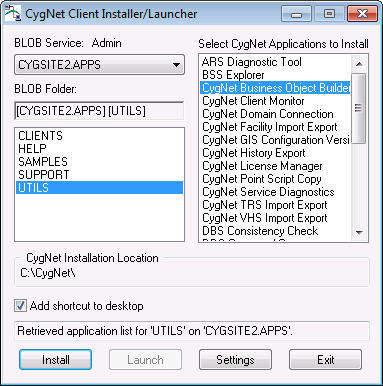 CygNet Client Installer/Launcher
BLOB Service: Admin
CYGSITE2.APPS
BLOB Folder:
[CYGSITE2.APPS] [UTILS]
CLIENTS
HELP
SAMPLES
SUPPORT
UTILS
Select CygNet Applications to Install
ARS Diagnostic Tool
BSS Explorer
CygNet Business Object Builder
CygNet Client Monitor
CygNet Domain Connection
CygNet Facility Import Export
CygNet GIS Configuration Versi
CygNet History Export
CygNet License Manager
CygNet Point Script Copy
CygNet Service Diagnostics
CygNet TRS Import Export
CygNet VHS Import Export
DBS Consistency Check
CygNet Installation Location
C:\CygNet\
Add shortcut to desktop
Retrieved application list for 'UTILS' on 'CYGSITE2.APPS'.
Install
Launch
Settings
Exit